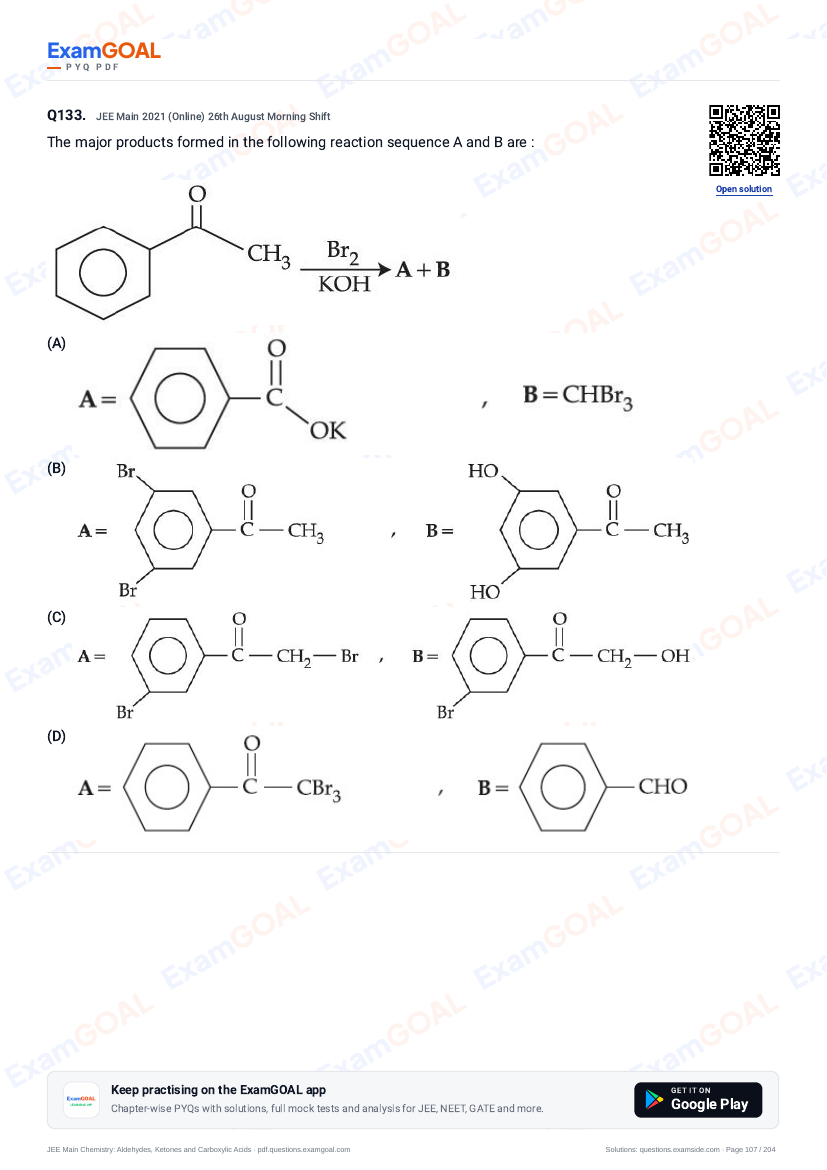 ExamGOAL
PYQ PDF
Q133. JEE Main 2021 (Online) 26th August Morning Shift
The major products formed in the following reaction sequence A and B are :
Open solution
O
CH3
Br2
KOH
A + B
(A)
A =
O
C
OK
, B = CHBr3
(B)
Br
Br
A =
O
C — CH3
,
HO
HO
B =
O
C — CH3
(C)
A =
O
C — CH2 — Br
Br
,
B =
O
C — CH2 — OH
Br
(D)
A =
O
C — CBr3
,
B =
CHO
Keep practising on the ExamGOAL app
Chapter-wise PYQs with solutions, full mock tests and analysis for JEE, NEET, GATE and more.
GET IT ON
Google Play
JEE Main Chemistry: Aldehydes, Ketones and Carboxylic Acids · pdf.questions.examgoal.com
Solutions: questions.examside.com · Page 107 / 204